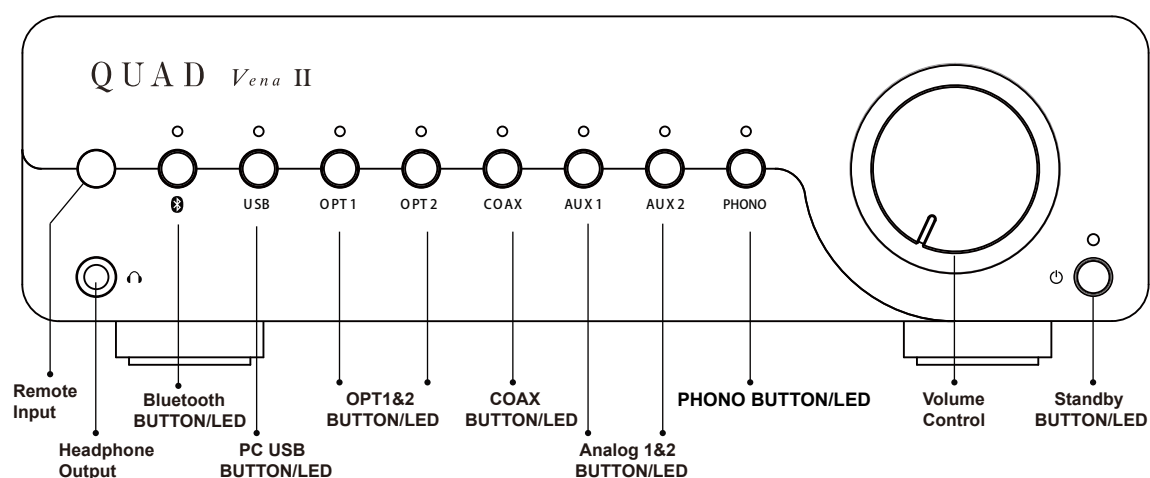 QUAD Vena II
USB
OPT 1
OPT 2
COAX
AUX 1
AUX 2
PHONO
Remote
Input
Headphone
Output
Bluetooth
BUTTON/LED
PC USB
BUTTON/LED
OPT1&2
BUTTON/LED
COAX
BUTTON/LED
Analog 1&2
BUTTON/LED
PHONO BUTTON/LED
Volume
Control
Standby
BUTTON/LED